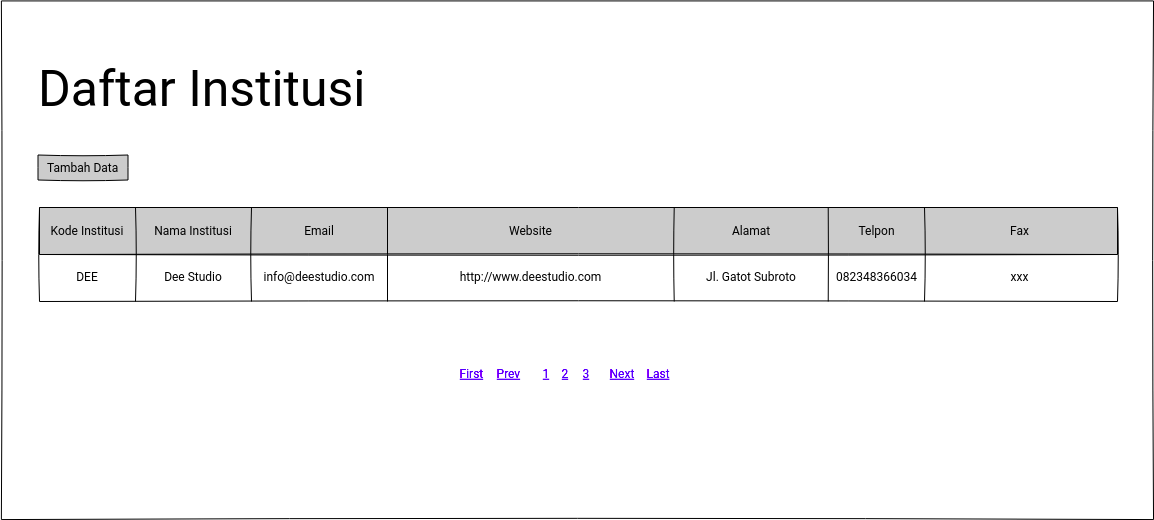 Daftar Institusi
Tambah Data
Kode Institusi Nama Institusi Email Website Alamat Telpon Fax
DEE Dee Studio info@deestudio.com http://www.deestudio.com Jl. Gatot Subroto 082348366034 xxx
First Prev 1 2 3 Next Last